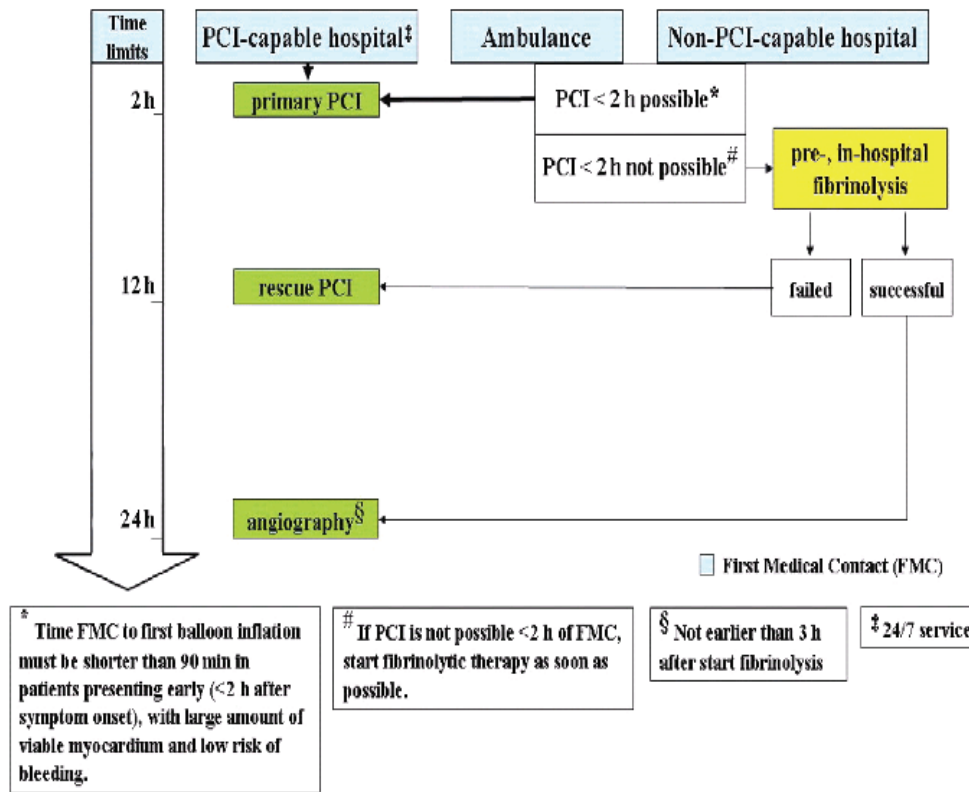 Time
limits
PCI-capable hospital‡
Ambulance
Non-PCI-capable hospital
2 h
primary PCI
PCI < 2 h possible*
PCI < 2 h not possible#
pre-, in-hospital
fibrinolysis
12 h
rescue PCI
failed
successful
24 h
angiography§
First Medical Contact (FMC)
* Time FMC to first balloon inflation
must be shorter than 90 min in
patients presenting early (<2 h after
symptom onset), with large amount of
viable myocardium and low risk of
bleeding.
# If PCI is not possible <2 h of FMC,
start fibrinolytic therapy as soon as
possible.
§ Not earlier than 3 h
after start fibrinolysis
‡ 24/7 service